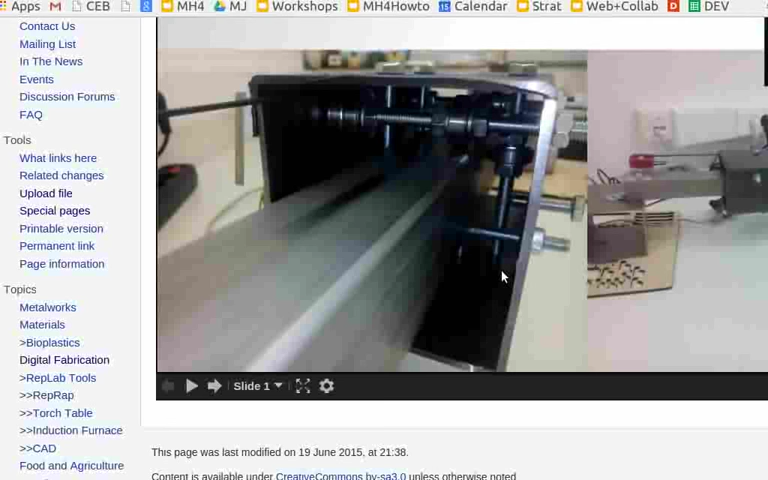 Apps CEB MH4 MJ Workshops MH4Howto 15 Calendar Strat Web+Collab D DEV
Contact Us
Mailing List
In The News
Events
Discussion Forums
FAQ
Tools
What links here
Related changes
Upload file
Special pages
Printable version
Permanent link
Page information
Topics
Metalworks
Materials
>Bioplastics
Digital Fabrication
>RepLab Tools
>>RepRap
>>Torch Table
>>Induction Furnace
>>CAD
Food and Agriculture
Slide 1
This page was last modified on 19 June 2015, at 21:38.
Content is available under CreativeCommons by-sa3.0 unless otherwise noted